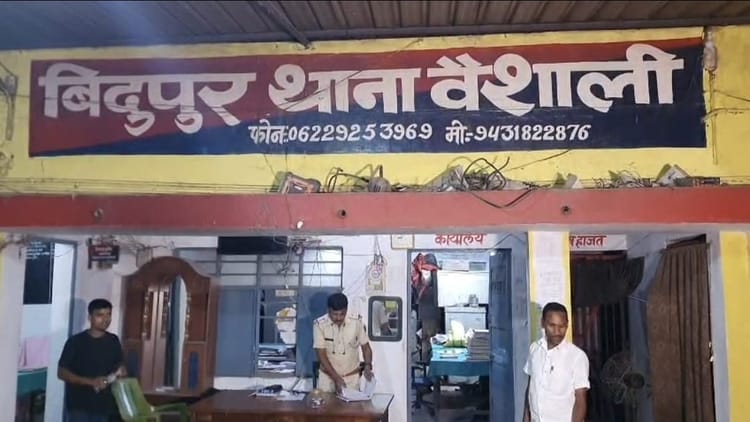 बिदुपुर थाना वैशाली
फोन:06229253969 मो:-9431822876
कार्यालय
हाजत